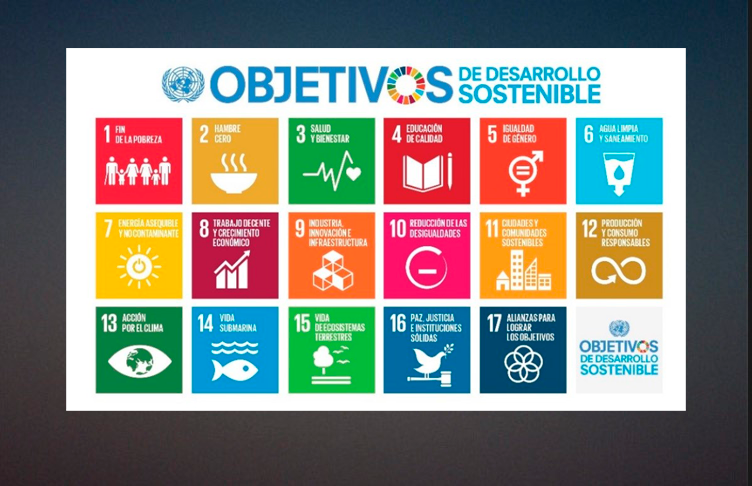 OBJETIVOS DE DESARROLLO
SOSTENIBLE
1 FIN
DE LA POBREZA
2 HAMBRE
CERO
3 SALUD
Y BIENESTAR
4 EDUCACIÓN
DE CALIDAD
5 IGUALDAD
DE GÉNERO
6 AGUA LIMPIA
Y SANEAMIENTO
7 ENERGÍA ASEQUIBLE
Y NO CONTAMINANTE
8 TRABAJO DECENTE
Y CRECIMIENTO
ECONÓMICO
9 INDUSTRIA,
INNOVACIÓN E
INFRAESTRUCTURA
10 REDUCCIÓN DE LAS
DESIGUALDADES
11 CIUDADES Y
COMUNIDADES
SOSTENIBLES
12 PRODUCCIÓN
Y CONSUMO
RESPONSABLES
13 ACCIÓN
POR EL CLIMA
14 VIDA
SUBMARINA
15 VIDA
DE ECOSISTEMAS
TERRESTRES
16 PAZ, JUSTICIA
E INSTITUCIONES
SÓLIDAS
17 ALIANZAS PARA
LOGRAR
LOS OBJETIVOS
OBJETIVOS
DE DESARROLLO
SOSTENIBLE